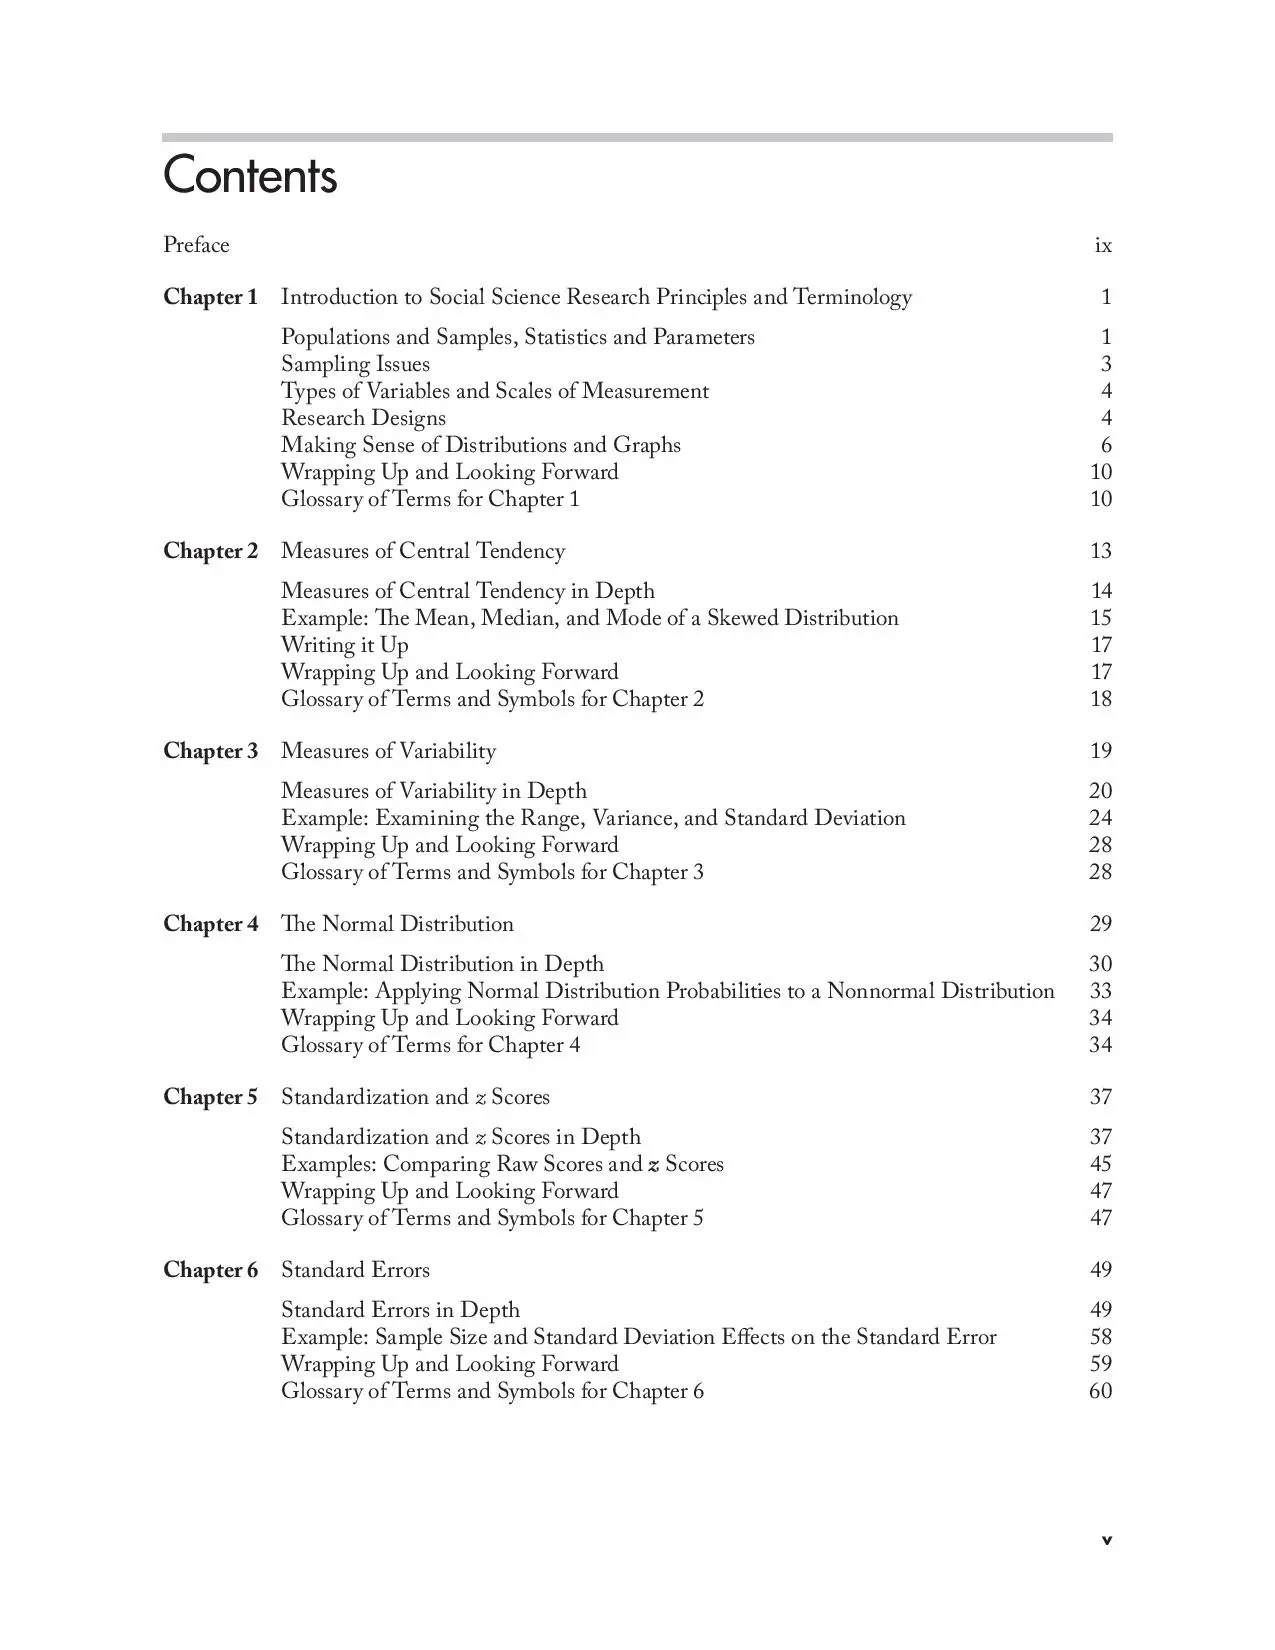 Contents
Preface ix
Chapter 1 Introduction to Social Science Research Principles and Terminology 1
Populations and Samples, Statistics and Parameters 1
Sampling Issues 3
Types of Variables and Scales of Measurement 4
Research Designs 4
Making Sense of Distributions and Graphs 6
Wrapping Up and Looking Forward 10
Glossary of Terms for Chapter 1 10
Chapter 2 Measures of Central Tendency 13
Measures of Central Tendency in Depth 14
Example: The Mean, Median, and Mode of a Skewed Distribution 15
Writing it Up 17
Wrapping Up and Looking Forward 17
Glossary of Terms and Symbols for Chapter 2 18
Chapter 3 Measures of Variability 19
Measures of Variability in Depth 20
Example: Examining the Range, Variance, and Standard Deviation 24
Wrapping Up and Looking Forward 28
Glossary of Terms and Symbols for Chapter 3 28
Chapter 4 The Normal Distribution 29
The Normal Distribution in Depth 30
Example: Applying Normal Distribution Probabilities to a Nonnormal Distribution 33
Wrapping Up and Looking Forward 34
Glossary of Terms for Chapter 4 34
Chapter 5 Standardization and z Scores 37
Standardization and z Scores in Depth 37
Examples: Comparing Raw Scores and z Scores 45
Wrapping Up and Looking Forward 47
Glossary of Terms and Symbols for Chapter 5 47
Chapter 6 Standard Errors 49
Standard Errors in Depth 49
Example: Sample Size and Standard Deviation Effects on the Standard Error 58
Wrapping Up and Looking Forward 59
Glossary of Terms and Symbols for Chapter 6 60
v